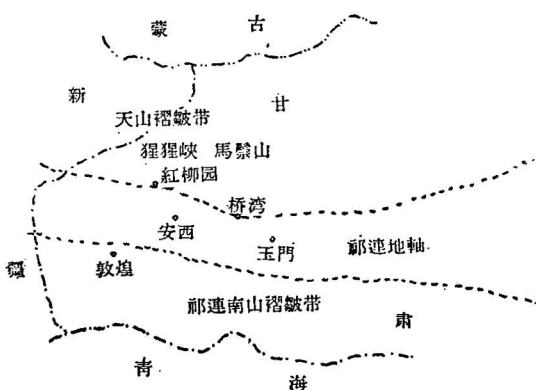 蒙 古
新 甘
天山褶皺带
猩猩峽 馬鬃山
紅柳园
桥湾
安西
玉門 祁連地軸
敦煌
疆
祁連南山褶皺带
肅
青
海